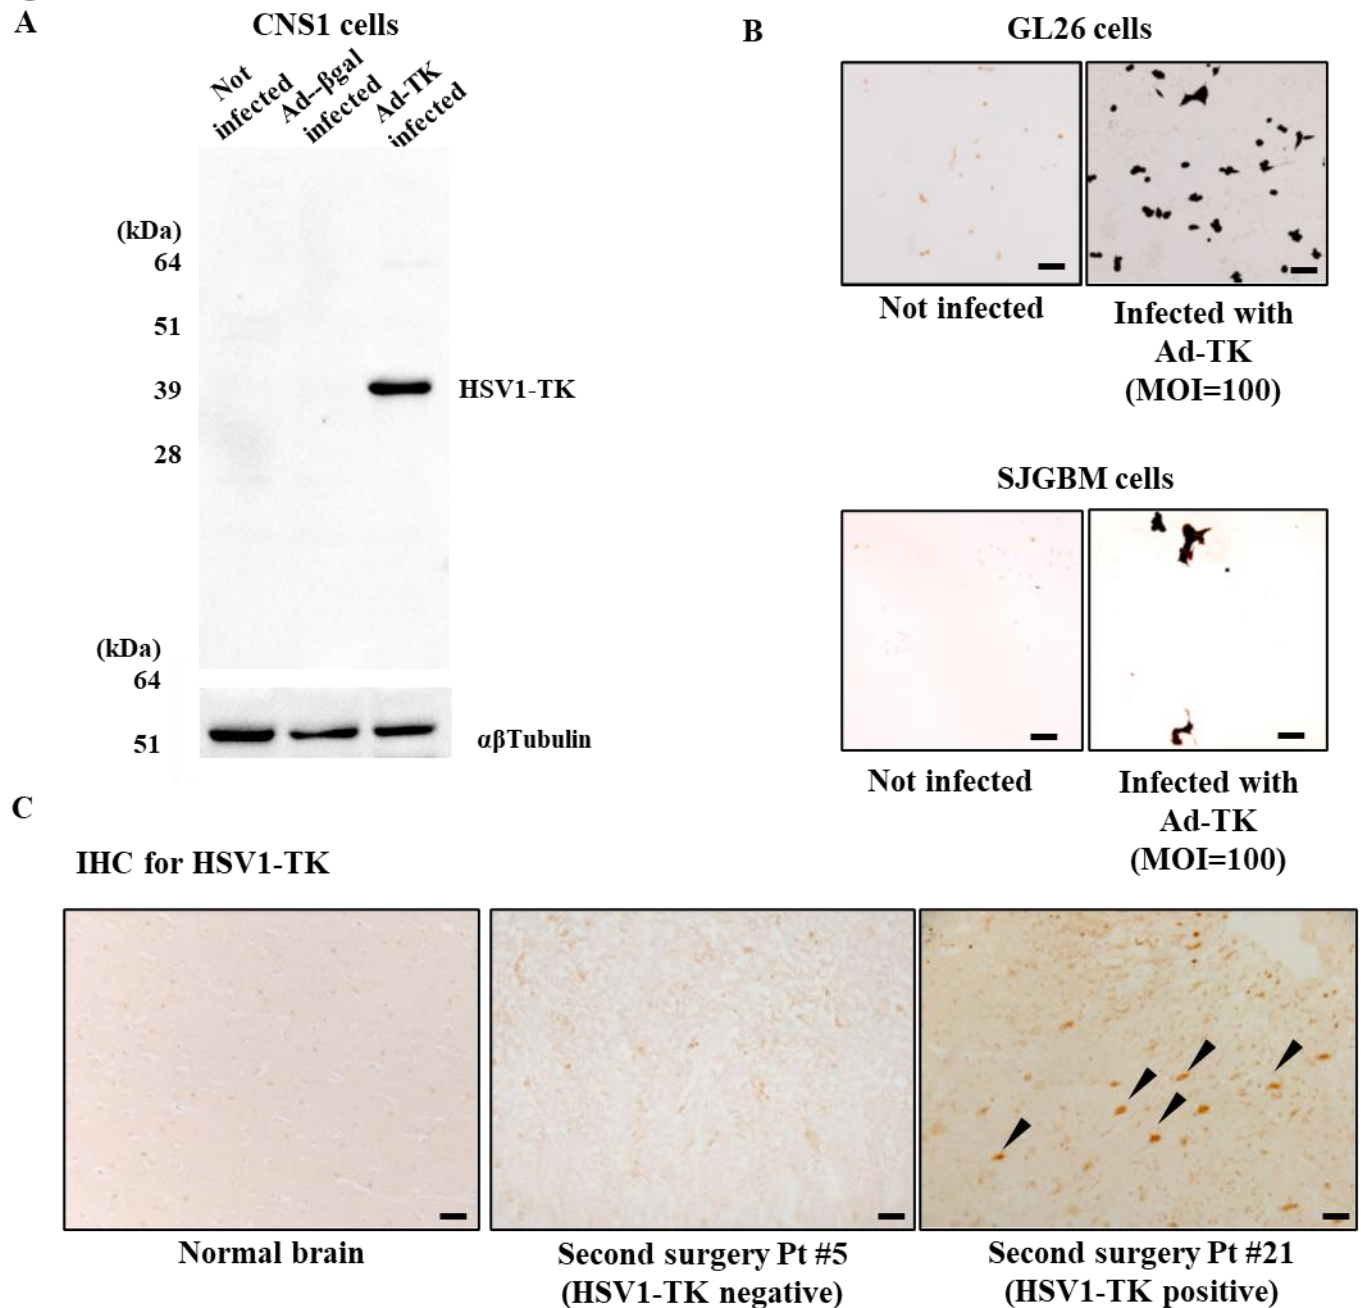 A
CNS1 cells
Not
infected
Ad--βgal
infected
Ad-TK
infected
(kDa)
64
51
39
HSV1-TK
28
(kDa)
64
51
αβTubulin
B
GL26 cells
Not infected
Infected with
Ad-TK
(MOI=100)
SJGBM cells
Not infected
Infected with
Ad-TK
(MOI=100)
C
IHC for HSV1-TK
Normal brain
Second surgery Pt #5
(HSV1-TK negative)
Second surgery Pt #21
(HSV1-TK positive)